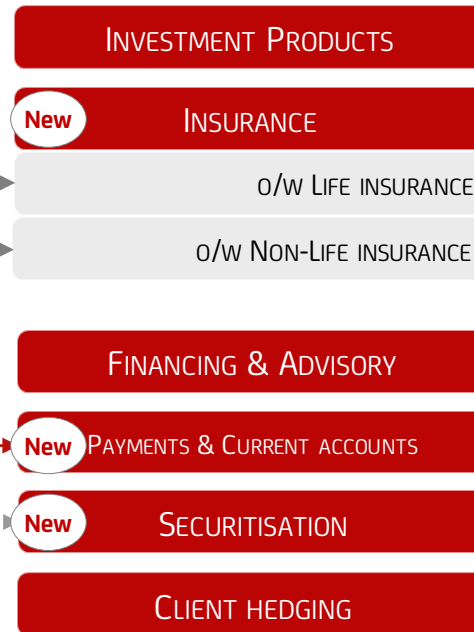 INVESTMENT PRODUCTS
New INSURANCE
O/W LIFE INSURANCE
O/W NON-LIFE INSURANCE
FINANCING & ADVISORY
New PAYMENTS & CURRENT ACCOUNTS
New SECURITISATION
CLIENT HEDGING